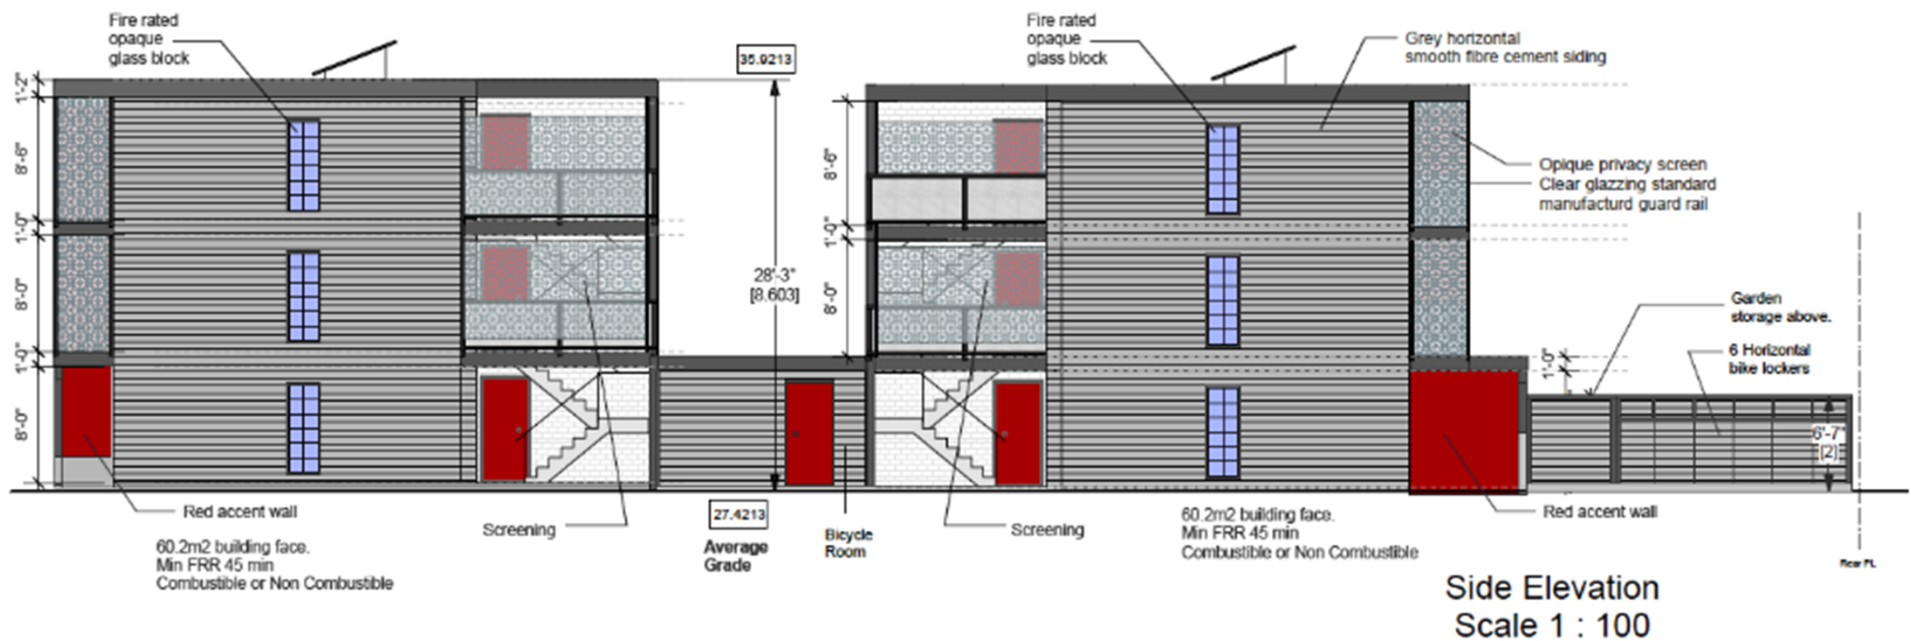 Fire rated
opaque
glass block
35.9213
Fire rated
opaque
glass block
Grey horizontal
smooth fibre cement siding
1'-2"
8'-6"
1'-0"
8'-0"
1'-0"
8'-0"
28'-3"
[8.603]
8'-6"
1'-0"
8'-0"
Opique privacy screen
Clear glazzing standard
manufacturd guard rail
Garden
storage above.
6 Horizontal
bike lockers
1'-0"
6'-7"
[2]
Red accent wall
60.2m2 building face.
Min FRR 45 min
Combustible or Non Combustible
Screening
27.4213
Average
Grade
Bicycle
Room
Screening
60.2m2 building face.
Min FRR 45 min
Combustible or Non Combustible
Red accent wall
Rear PL
Side Elevation
Scale 1 : 100